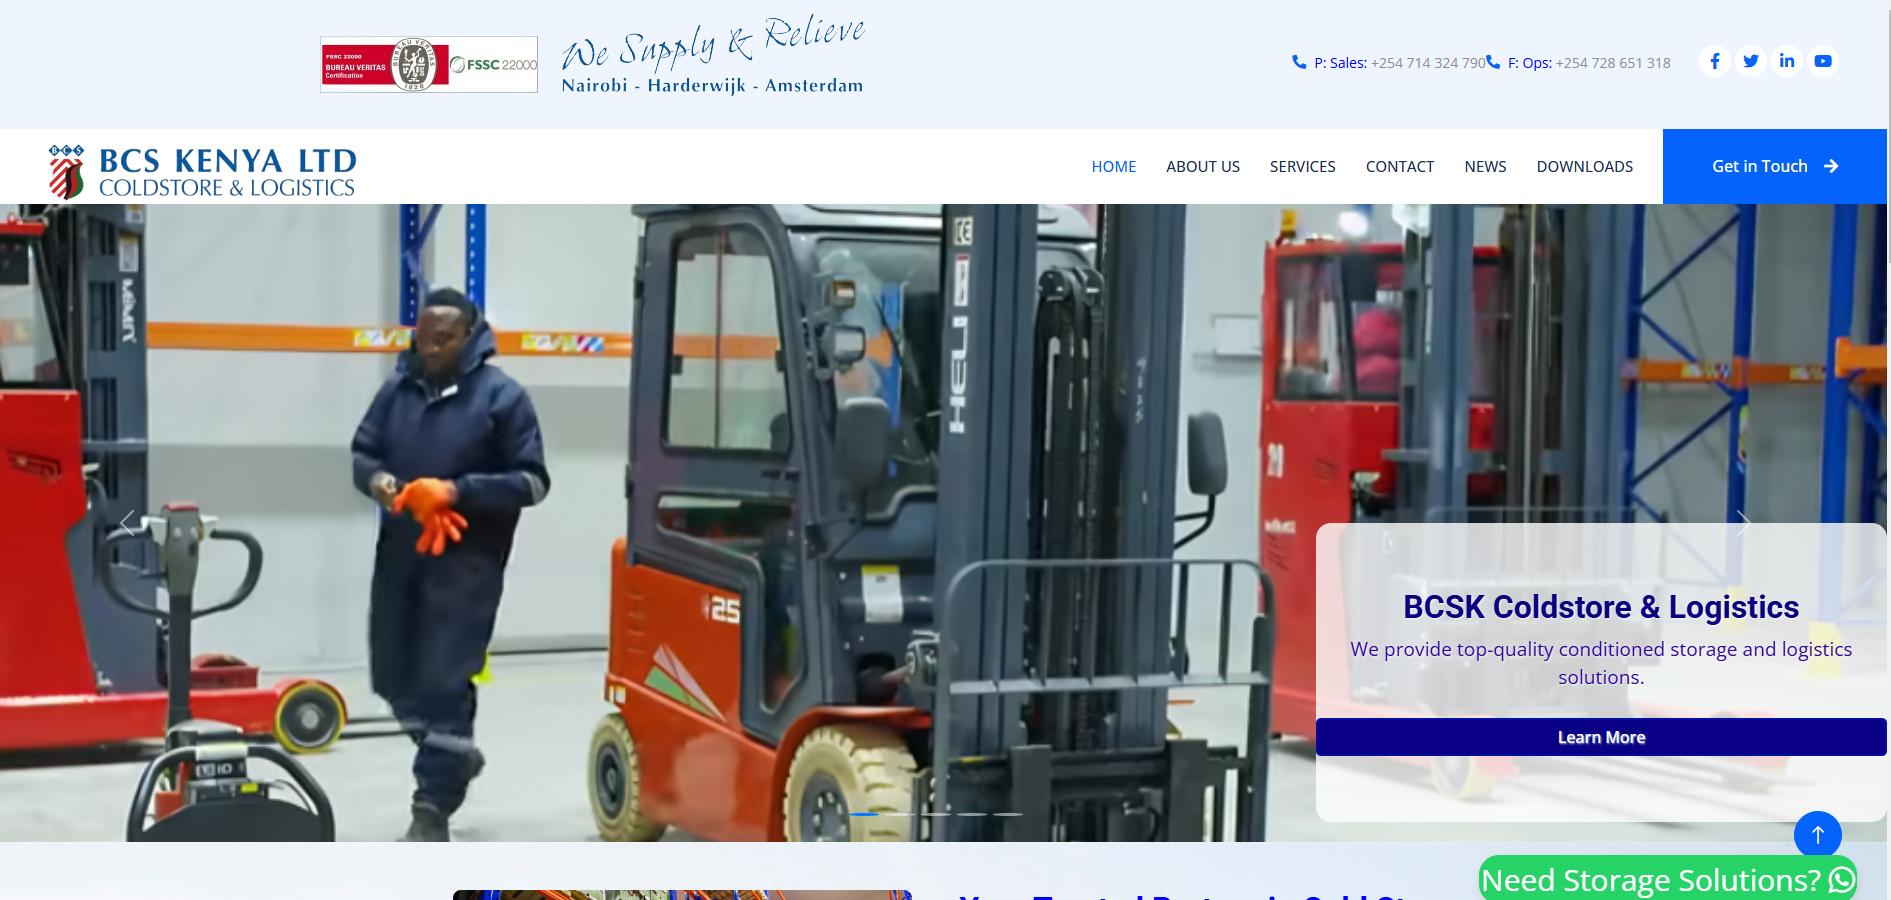 FSSC 22000
BUREAU VERITAS
Certification
BUREAU VERITAS
1828
FSSC 22000
We Supply & Relieve
Nairobi - Harderwijk - Amsterdam
P: Sales: +254 714 324 790
F: Ops: +254 728 651 318
BCS
BCS KENYA LTD
COLDSTORE & LOGISTICS
HOME
ABOUT US
SERVICES
CONTACT
NEWS
DOWNLOADS
Get in Touch
HELI
25
BCSK Coldstore & Logistics
We provide top-quality conditioned storage and logistics
solutions.
Learn More
Need Storage Solutions?